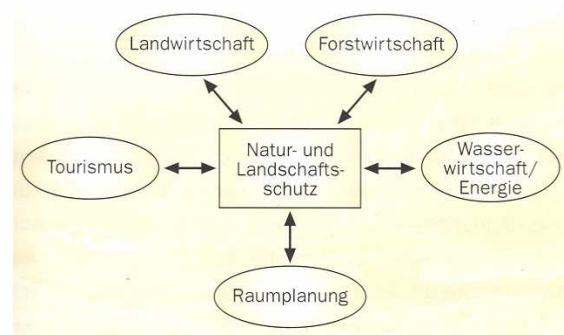 Landwirtschaft
Forstwirtschaft
Natur- und
Landschafts-
schutz
Tourismus
Wasser-
wirtschaft/
Energie
Raumplanung